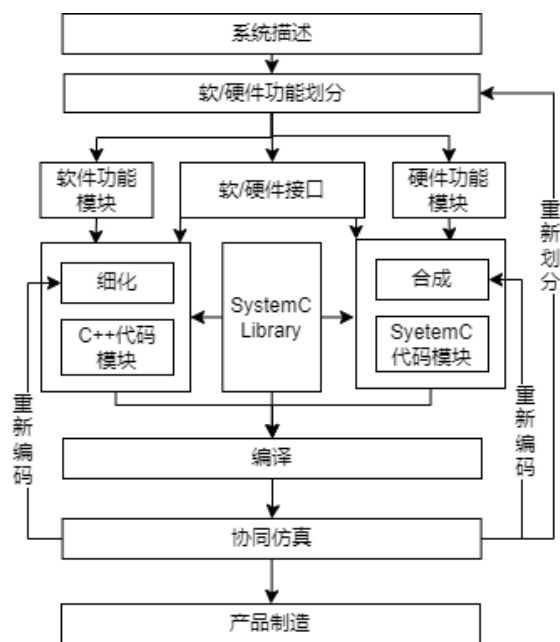 系统描述
软/硬件功能划分
软件功能
模块
软/硬件接口
硬件功能
模块
重新划分
细化
SystemC
Library
合成
C++代码
模块
SyetemC
代码模块
重新编码
重新编码
编译
协同仿真
产品制造